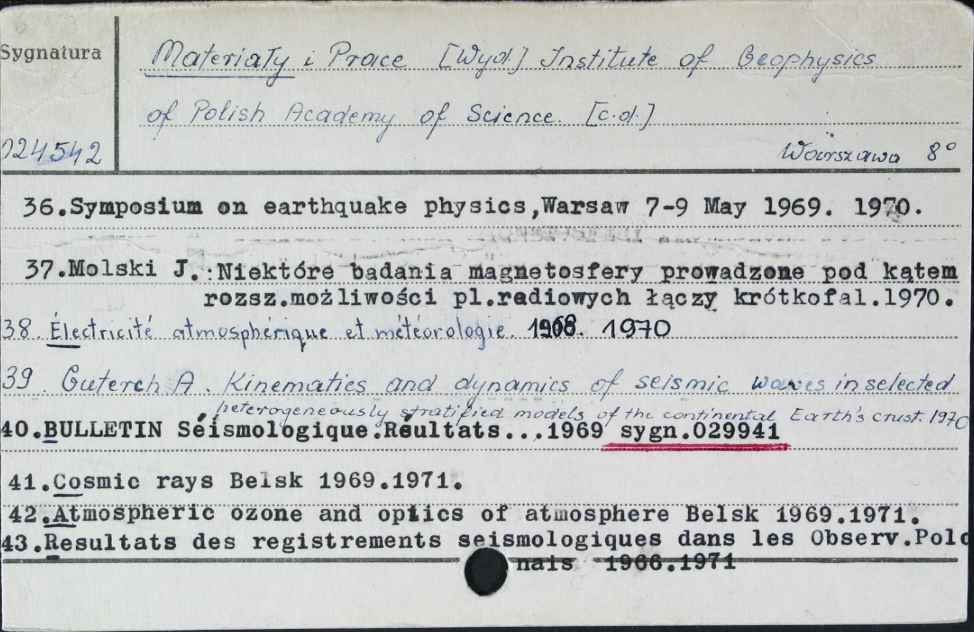 Sygnatura
Materiały i Prace [Wyd.] Institute of Geophysics
of Polish Academy of Science. [c.d.]
024542
Warszawa 8°
36.Symposium on earthquake physics,Warsaw 7-9 May 1969. 1970.
37.Molski J.:Niektóre badania magnetosfery prowadzone pod kątem
rozsz.możliwości pl.radiowych łączy krótkofal.1970.
38. Électricité atmosphérique et météorologie. 1968. 1970
39. Guterch A. Kinematics and dynamics of seismic waves in selected
heterogeneously stratified models of the continental Earth's crust. 1970
40.BULLETIN Séismologique.Réultats...1969 sygn.029941
41.Cosmic rays Belsk 1969.1971.
42.Atmospheric ozone and optics of atmosphere Belsk 1969.1971.
43.Resultats des registrements seismologiques dans les Observ.Polo
nais 1966.1971